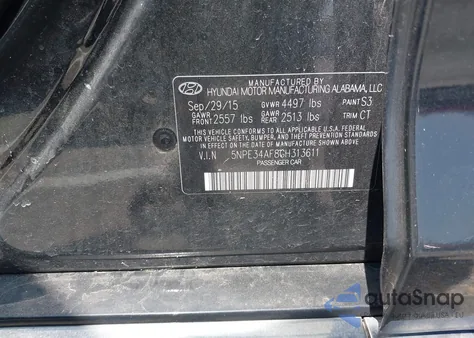 MANUFACTURED BY
HYUNDAI MOTOR MANUFACTURING ALABAMA, LLC
Sep/29/15 GVWR 4497 lbs PAINT S3
GAWR FRONT 2557 lbs GAWR REAR 2513 lbs TRIM CT
THIS VEHICLE CONFORMS TO ALL APPLICABLE FEDERAL
MOTOR VEHICLE SAFETY, BUMPER, AND THEFT PREVENTION STANDARDS
IN EFFECT ON THE DATE OF MANUFACTURE SHOWN ABOVE.
V.I.N 5NPE34AF8GH313611
PASSENGER CAR
autoSnap